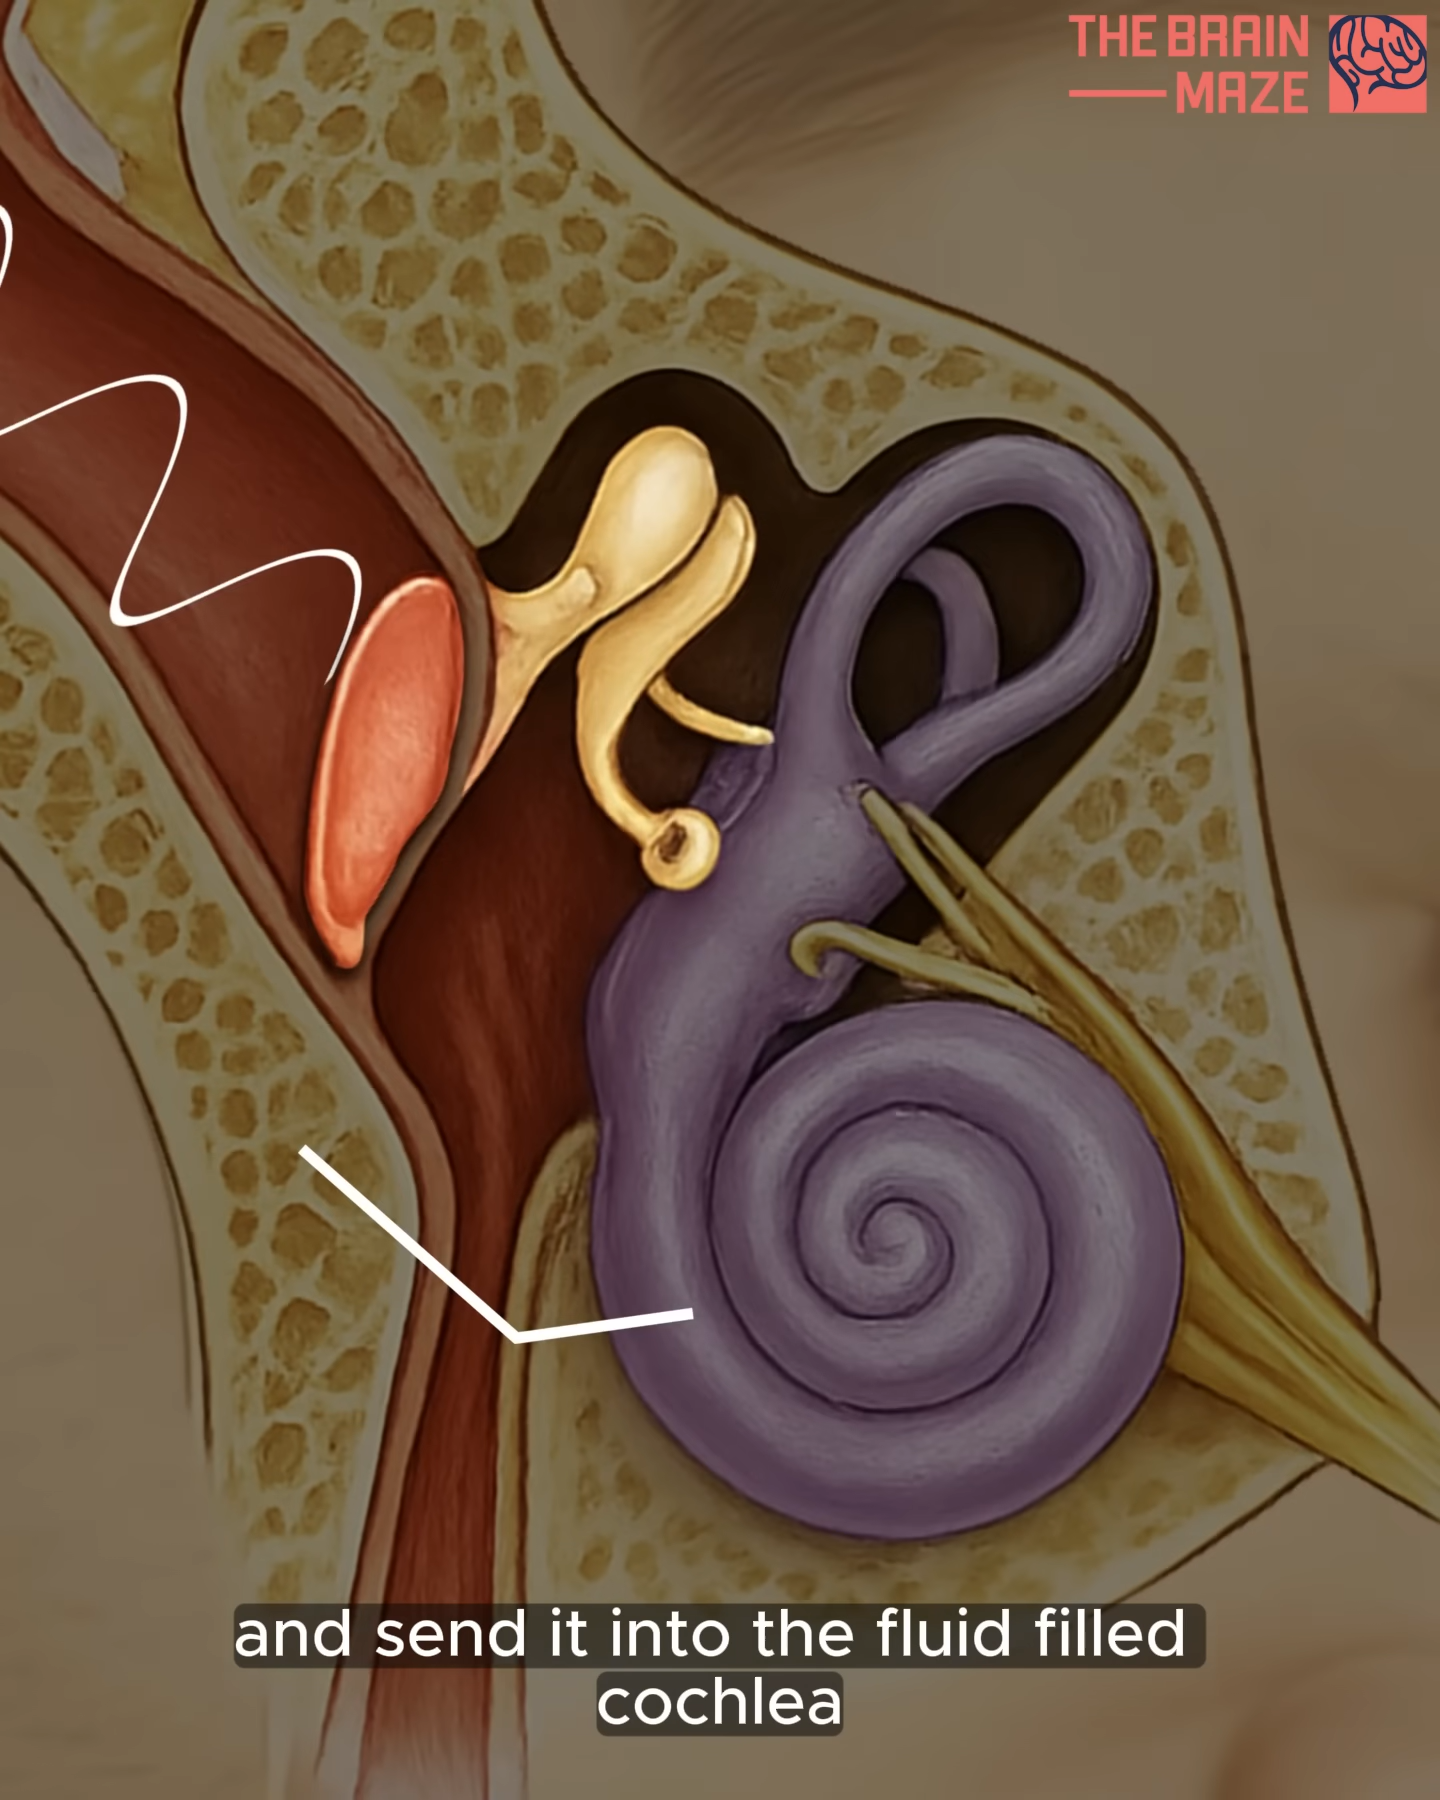 THE BRAIN
MAZE
and send it into the fluid filled
cochlea